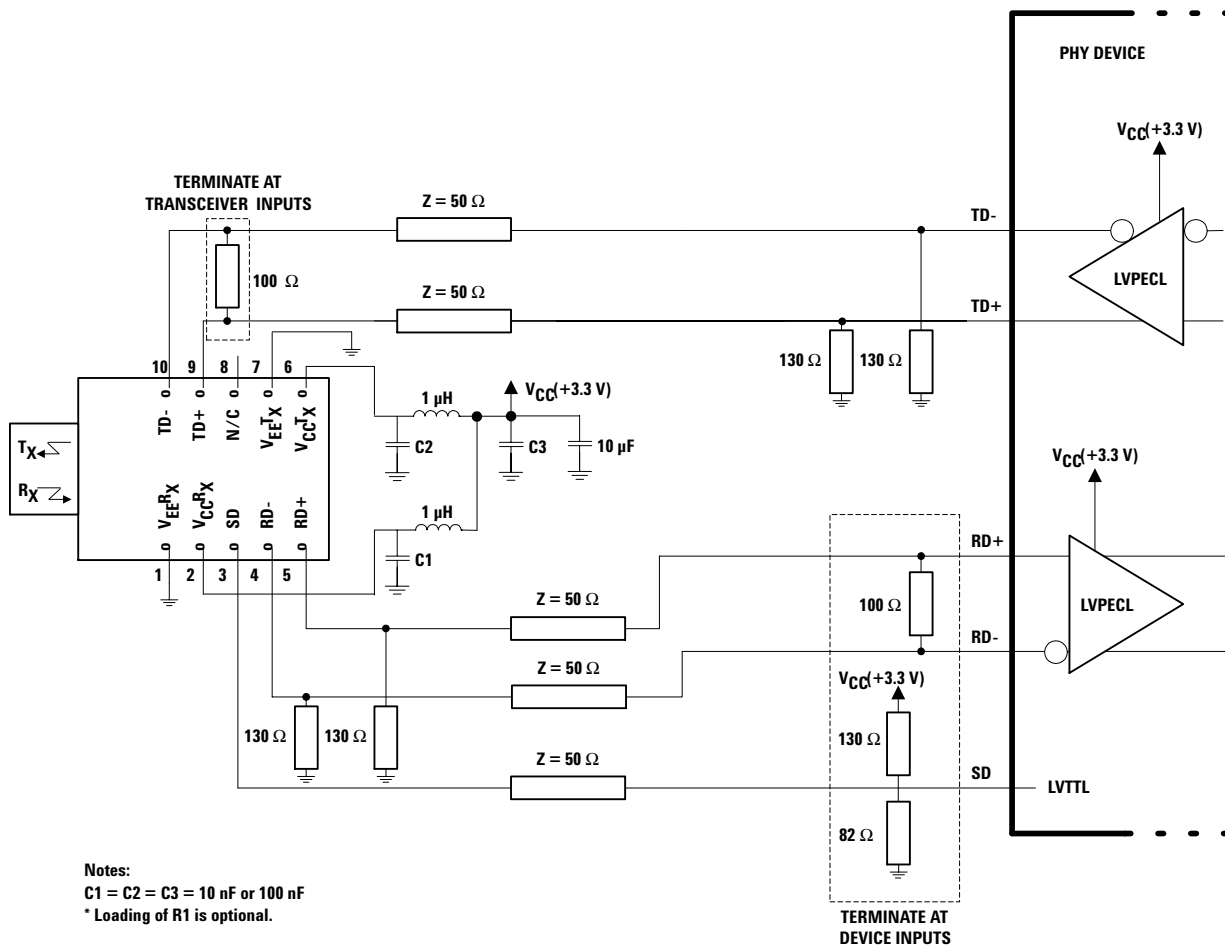 PHY DEVICE
VCC(+3.3 V)
TERMINATE AT
TRANSCEIVER INPUTS
Z = 50 Ω
TD-
LVPECL
100 Ω
Z = 50 Ω
TD+
130 Ω
130 Ω
10
9
8
7
6
TD-
TD+
N/C
VEETX
VCCTX
1 µH
VCC(+3.3 V)
C2
C3
10 µF
TX
RX
VEERX
VCCRX
SD
RD-
RD+
1 µH
C1
1
2
3
4
5
VCC(+3.3 V)
RD+
LVPECL
100 Ω
RD-
Z = 50 Ω
Z = 50 Ω
VCC(+3.3 V)
130 Ω
130 Ω
130 Ω
Z = 50 Ω
SD
LVTTL
82 Ω
Notes:
C1 = C2 = C3 = 10 nF or 100 nF
* Loading of R1 is optional.
TERMINATE AT
DEVICE INPUTS